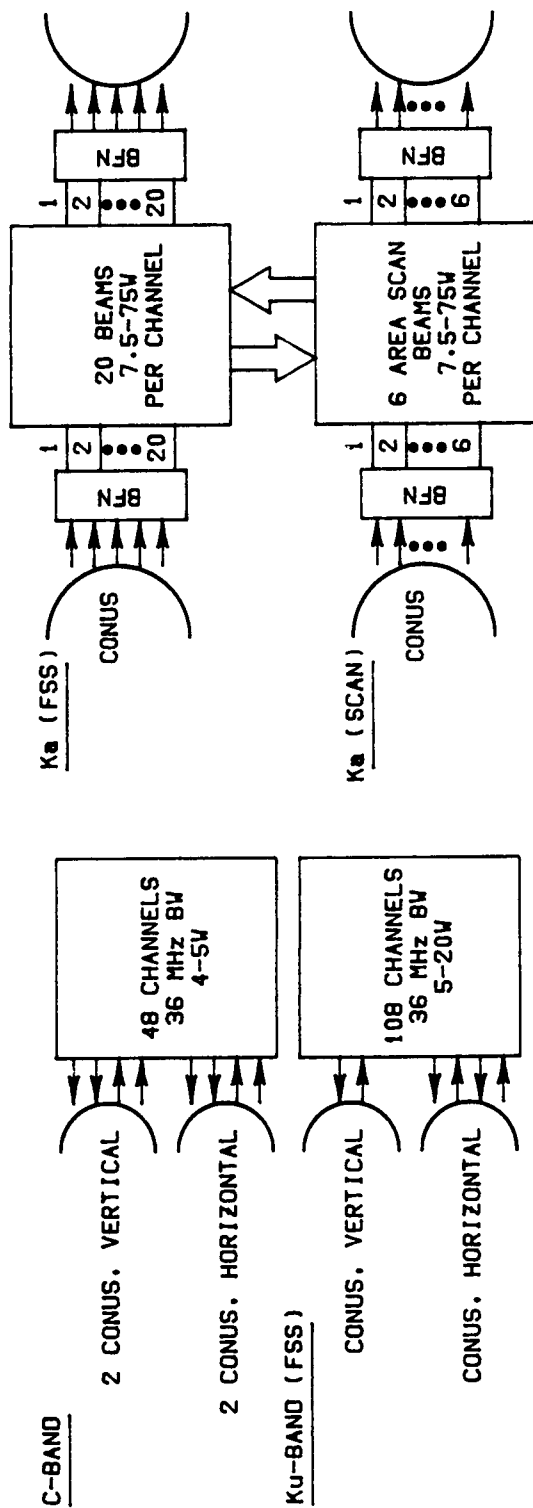 C-BAND
2 CONUS. VERTICAL
2 CONUS. HORIZONTAL
48 CHANNELS
36 MHz BW
4-5W
Ku-BAND (FSS)
CONUS. VERTICAL
CONUS. HORIZONTAL
108 CHANNELS
36 MHz BW
5-20W
Ka (FSS)
CONUS
BFN
1
2
20
20 BEAMS
7.5-75W
PER CHANNEL
1
2
20
BFN
Ka (SCAN)
CONUS
BFN
1
2
6
6 AREA SCAN
BEAMS
7.5-75W
PER CHANNEL
1
2
6
BFN